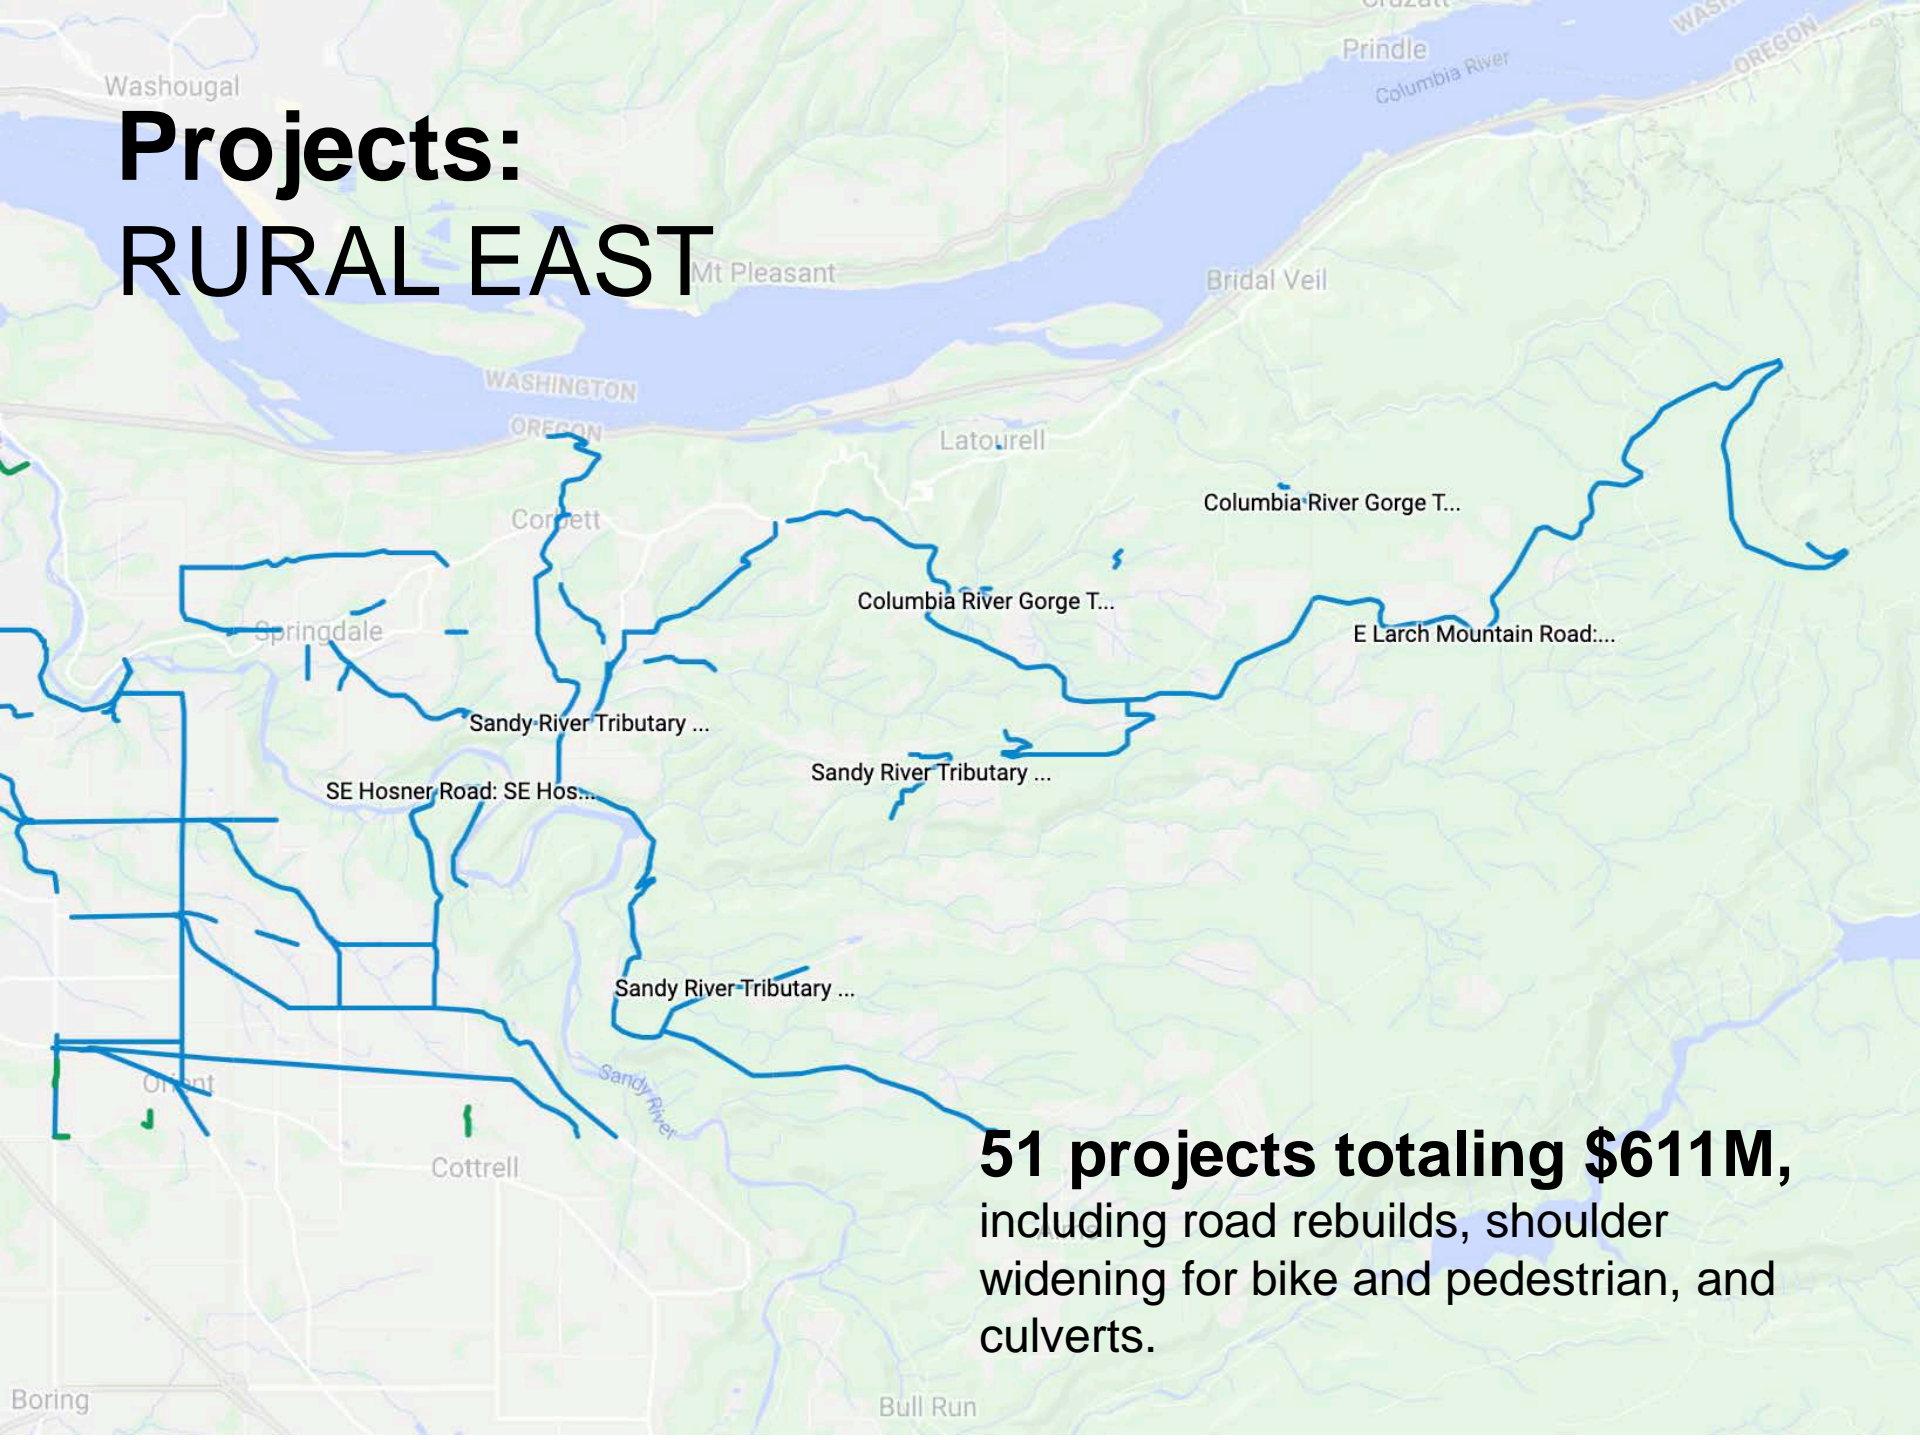 Prindle
Columbia River
WASH
OREGON
Washougal
Projects:
RURAL EAST
Mt Pleasant
Bridal Veil
WASHINGTON
OREGON
Latourell
Corbett
Columbia River Gorge T...
Columbia River Gorge T...
Springdale
E Larch Mountain Road:...
Sandy River Tributary ...
Sandy River Tributary ...
SE Hosner Road: SE Hos...
Sandy River Tributary ...
Orient
Sandy River
Cottrell
51 projects totaling $611M,
including road rebuilds, shoulder
widening for bike and pedestrian, and
culverts.
Boring
Bull Run